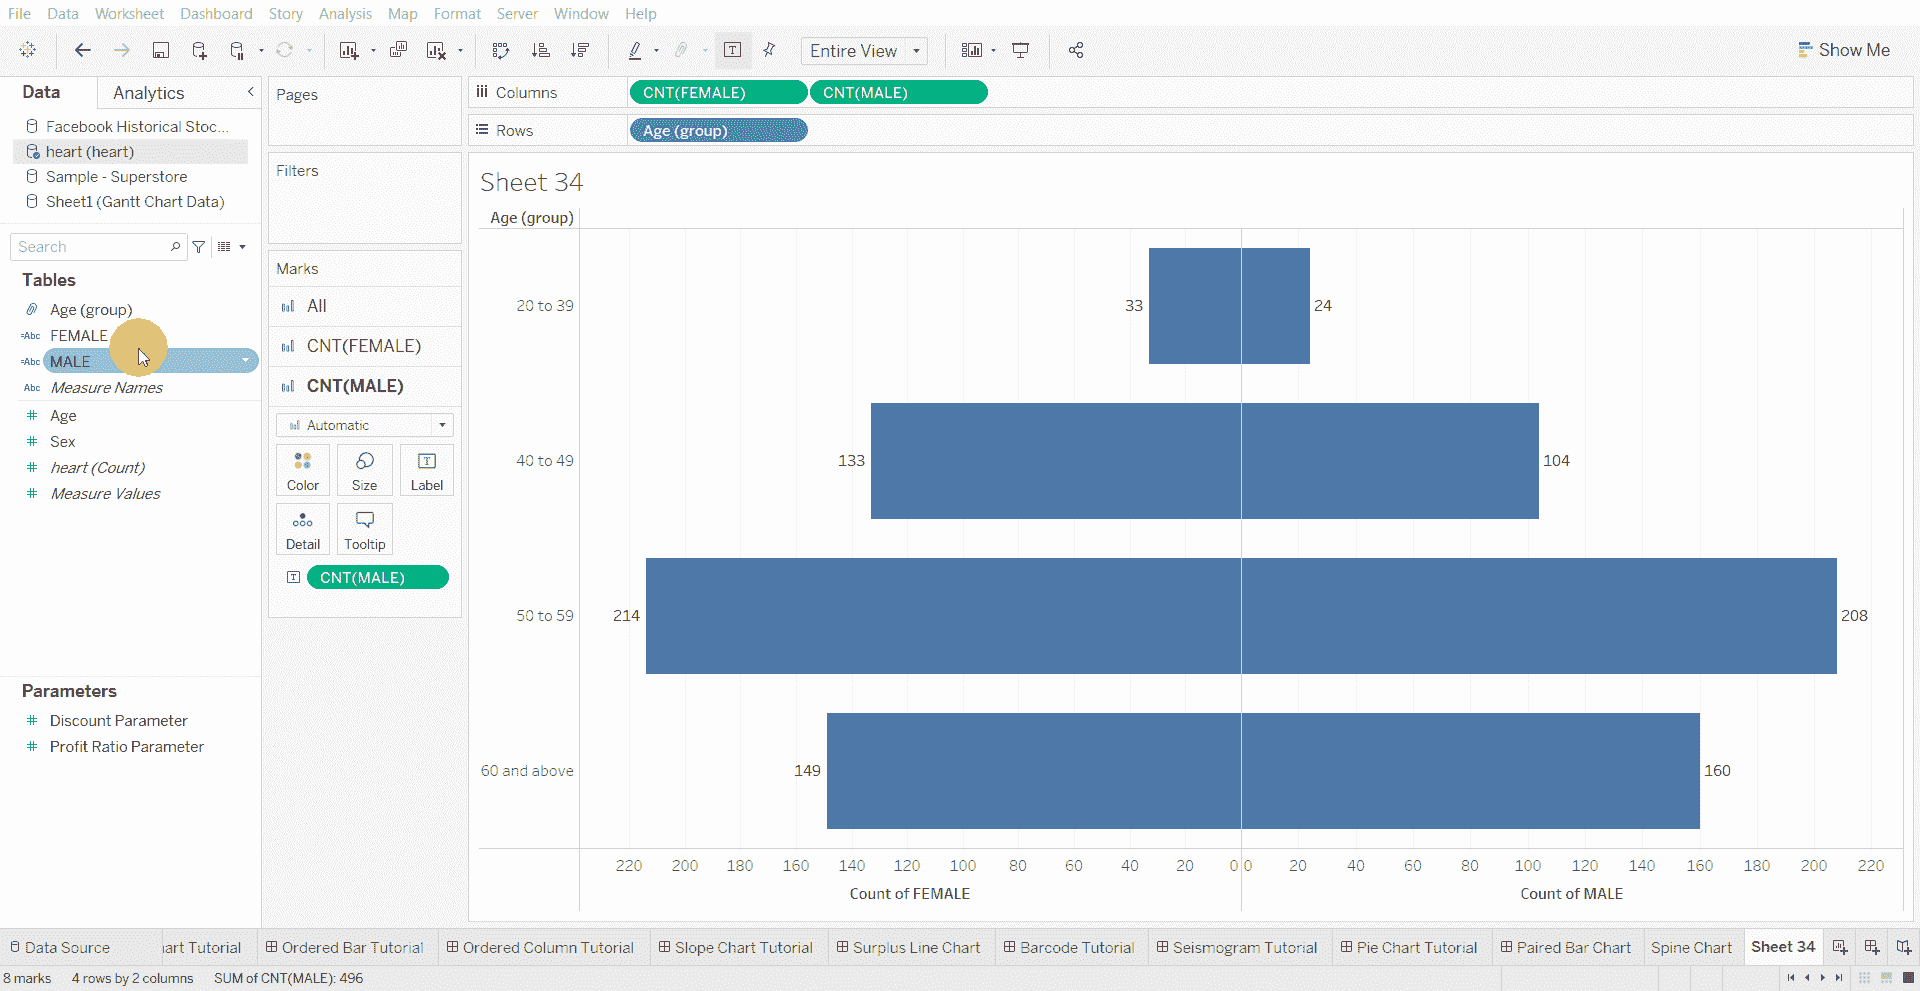 File Data Worksheet Dashboard Story Analysis Map Format Server Window Help
Entire View
Show Me
Data Analytics
Facebook Historical Stoc...
heart (heart)
Sample - Superstore
Sheet1 (Gantt Chart Data)
Search
Tables
Age (group)
=Abc FEMALE
=Abc MALE
Abc Measure Names
# Age
# Sex
# heart (Count)
# Measure Values
Parameters
# Discount Parameter
# Profit Ratio Parameter
Pages
Filters
Marks
All
CNT(FEMALE)
CNT(MALE)
Automatic
Color Size Label
Detail Tooltip
CNT(MALE)
Columns CNT(FEMALE) CNT(MALE)
Rows Age (group)
Sheet 34
Age (group)
20 to 39 33 24
40 to 49 133 104
50 to 59 214 208
60 and above 149 160
220 200 180 160 140 120 100 80 60 40 20 0 0 20 40 60 80 100 120 140 160 180 200 220
Count of FEMALE Count of MALE
Data Source art Tutorial Ordered Bar Tutorial Ordered Column Tutorial Slope Chart Tutorial Surplus Line Chart Barcode Tutorial Seismogram Tutorial Pie Chart Tutorial Paired Bar Chart Spine Chart Sheet 34
8 marks 4 rows by 2 columns SUM of CNT(MALE): 496